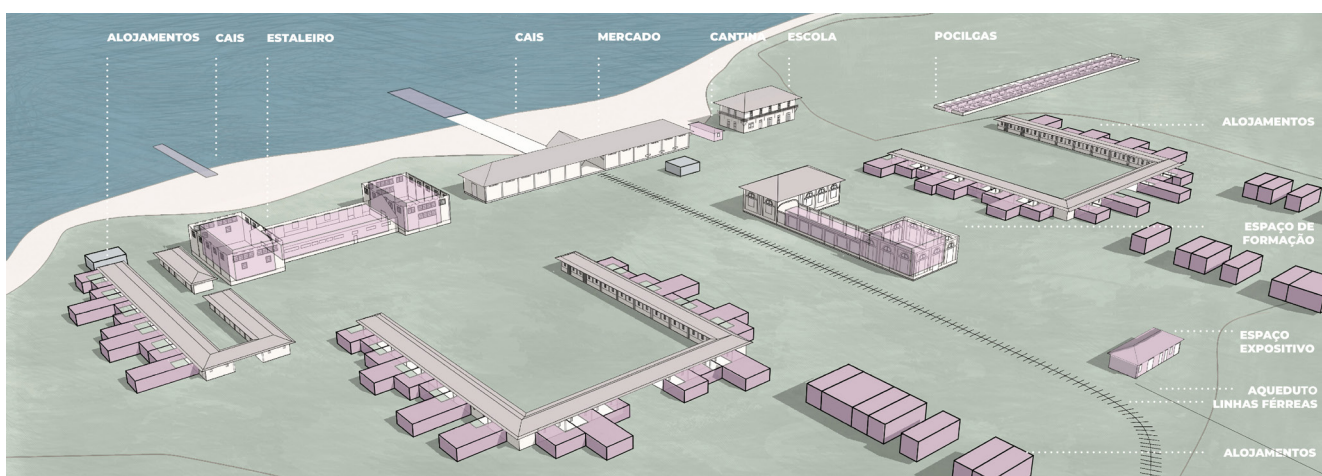 ALOJAMENTOS
CAIS
ESTALEIRO
CAIS
MERCADO
CANTINA
ESCOLA
POCILGAS
ALOJAMENTOS
ESPAÇO DE
FORMAÇÃO
ESPAÇO
EXPOSITIVO
AQUEDUTO
LINHAS FÉRREAS
ALOJAMENTOS